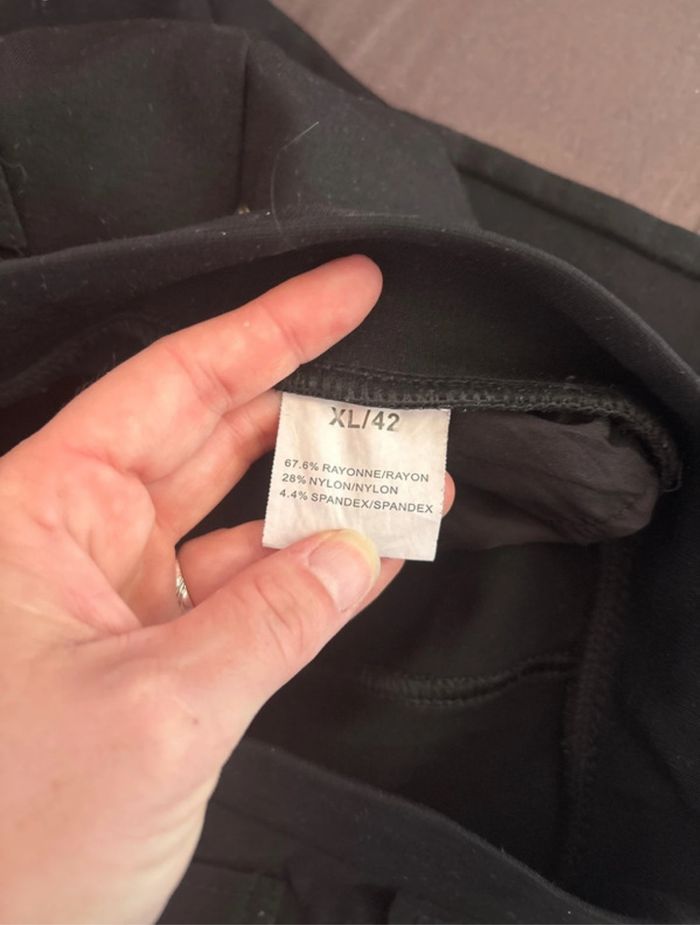 XL/42
67.6% RAYONNE/RAYON
28% NYLON/NYLON
4.4% SPANDEX/SPANDEX